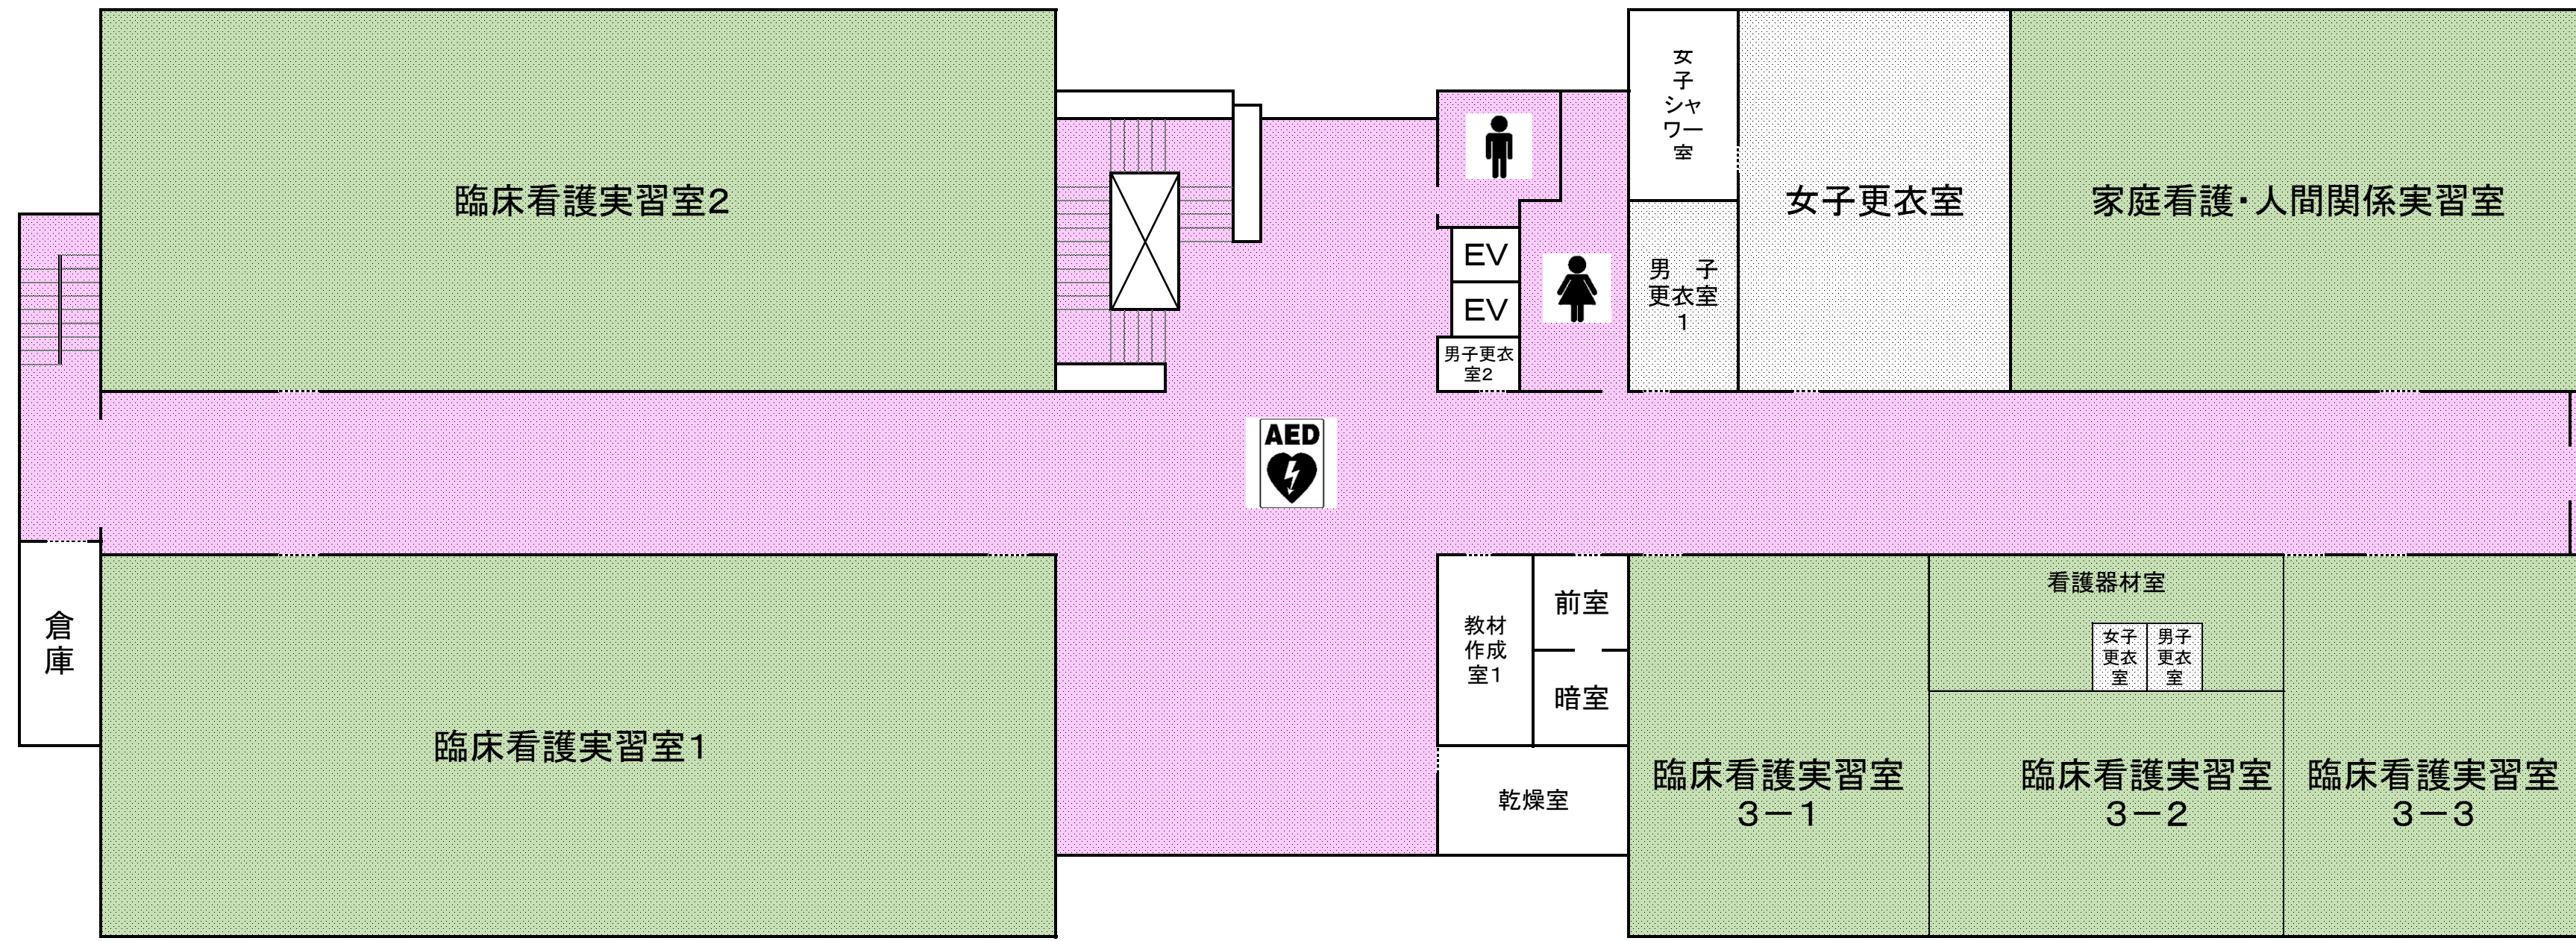 臨床看護実習室2
女
子
シャ
ワー
室
女子更衣室
家庭看護・人間関係実習室
EV
EV
男　子
更衣室
1
男子更衣
室2
AED
倉
庫
臨床看護実習室1
教材
作成
室1
前室
暗室
乾燥室
看護器材室
女子
更衣
室
男子
更衣
室
臨床看護実習室
3－1
臨床看護実習室
3－2
臨床看護実習室
3－3